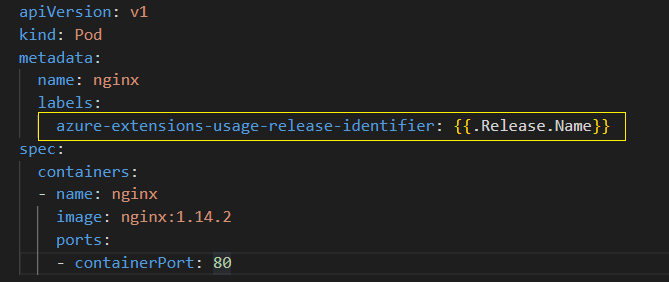 apiVersion: v1
kind: Pod
metadata:
  name: nginx
  labels:
    azure-extensions-usage-release-identifier: {{.Release.Name}}
spec:
  containers:
  - name: nginx
    image: nginx:1.14.2
    ports:
    - containerPort: 80